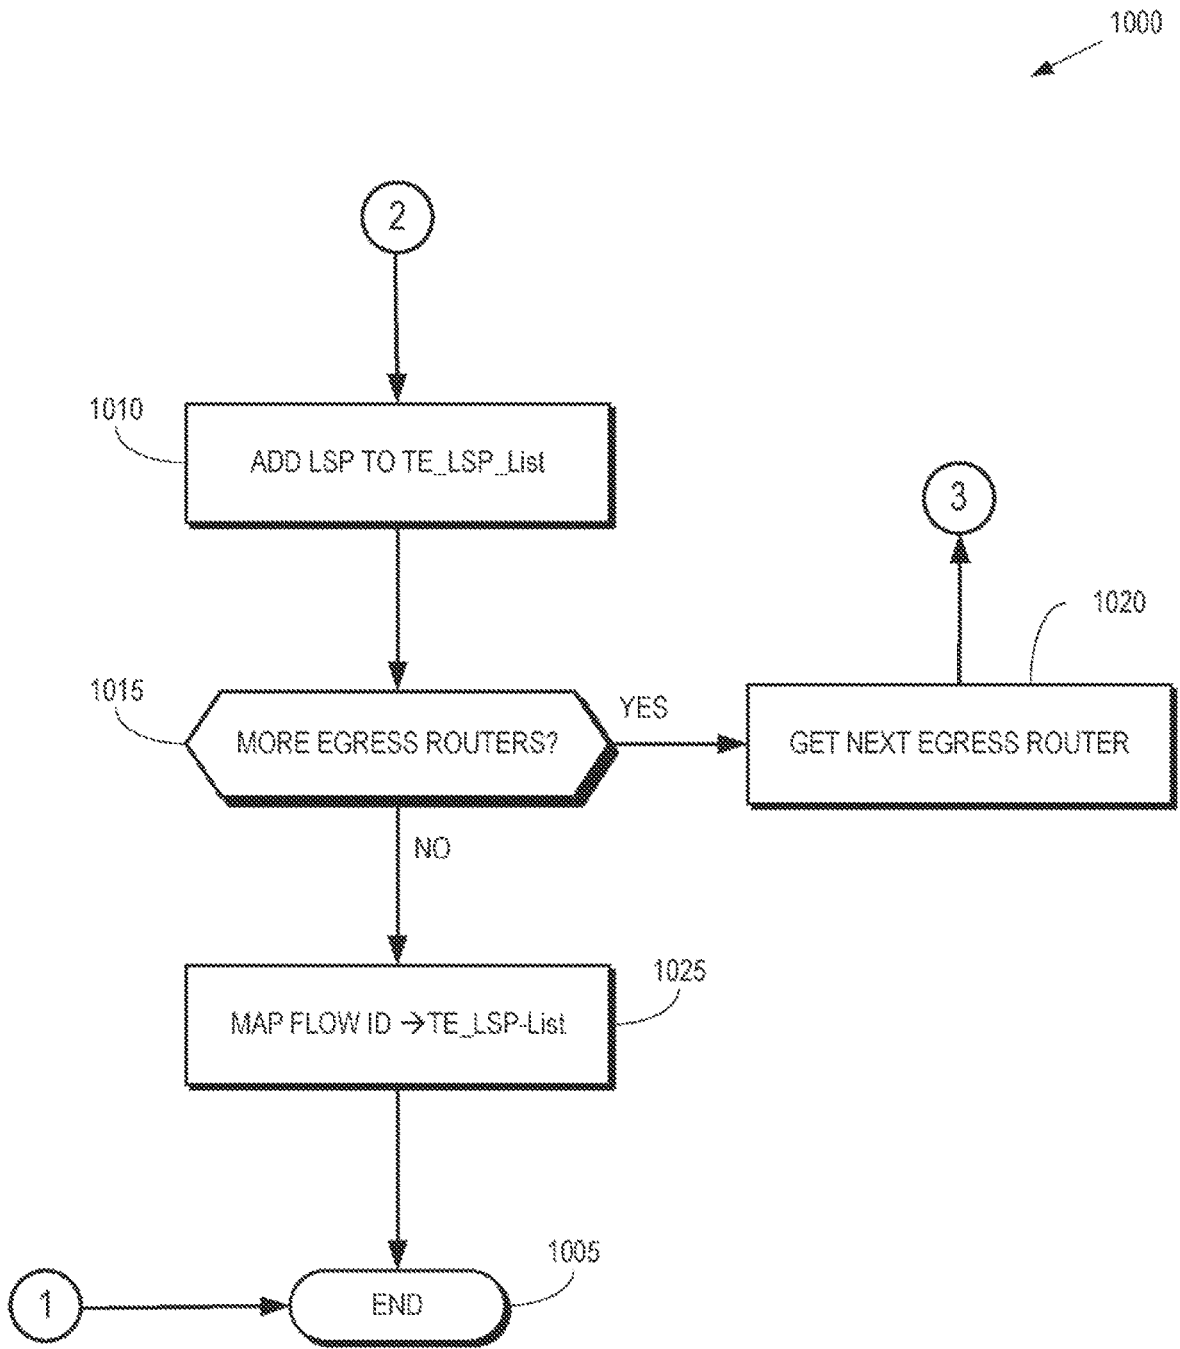 1000
2
1010
ADD LSP TO TE_LSP_List
3
1020
1015
MORE EGRESS ROUTERS?
YES
GET NEXT EGRESS ROUTER
NO
1025
MAP FLOW ID →TE_LSP-List
1005
1
END